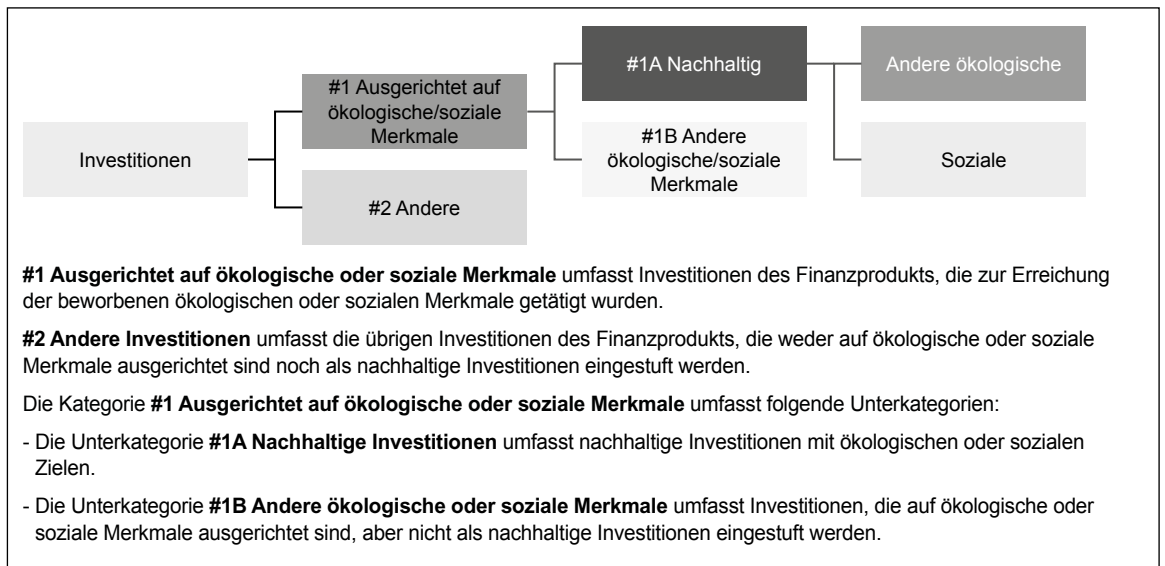 #1A Nachhaltig
Andere ökologische
#1 Ausgerichtet auf
ökologische/soziale
Merkmale
Investitionen
#1B Andere
ökologische/soziale
Merkmale
Soziale
#2 Andere
#1 Ausgerichtet auf ökologische oder soziale Merkmale umfasst Investitionen des Finanzprodukts, die zur Erreichung
der beworbenen ökologischen oder sozialen Merkmale getätigt wurden.
#2 Andere Investitionen umfasst die übrigen Investitionen des Finanzprodukts, die weder auf ökologische oder soziale
Merkmale ausgerichtet sind noch als nachhaltige Investitionen eingestuft werden.
Die Kategorie #1 Ausgerichtet auf ökologische oder soziale Merkmale umfasst folgende Unterkategorien:
- Die Unterkategorie #1A Nachhaltige Investitionen umfasst nachhaltige Investitionen mit ökologischen oder sozialen
Zielen.
- Die Unterkategorie #1B Andere ökologische oder soziale Merkmale umfasst Investitionen, die auf ökologische oder
soziale Merkmale ausgerichtet sind, aber nicht als nachhaltige Investitionen eingestuft werden.